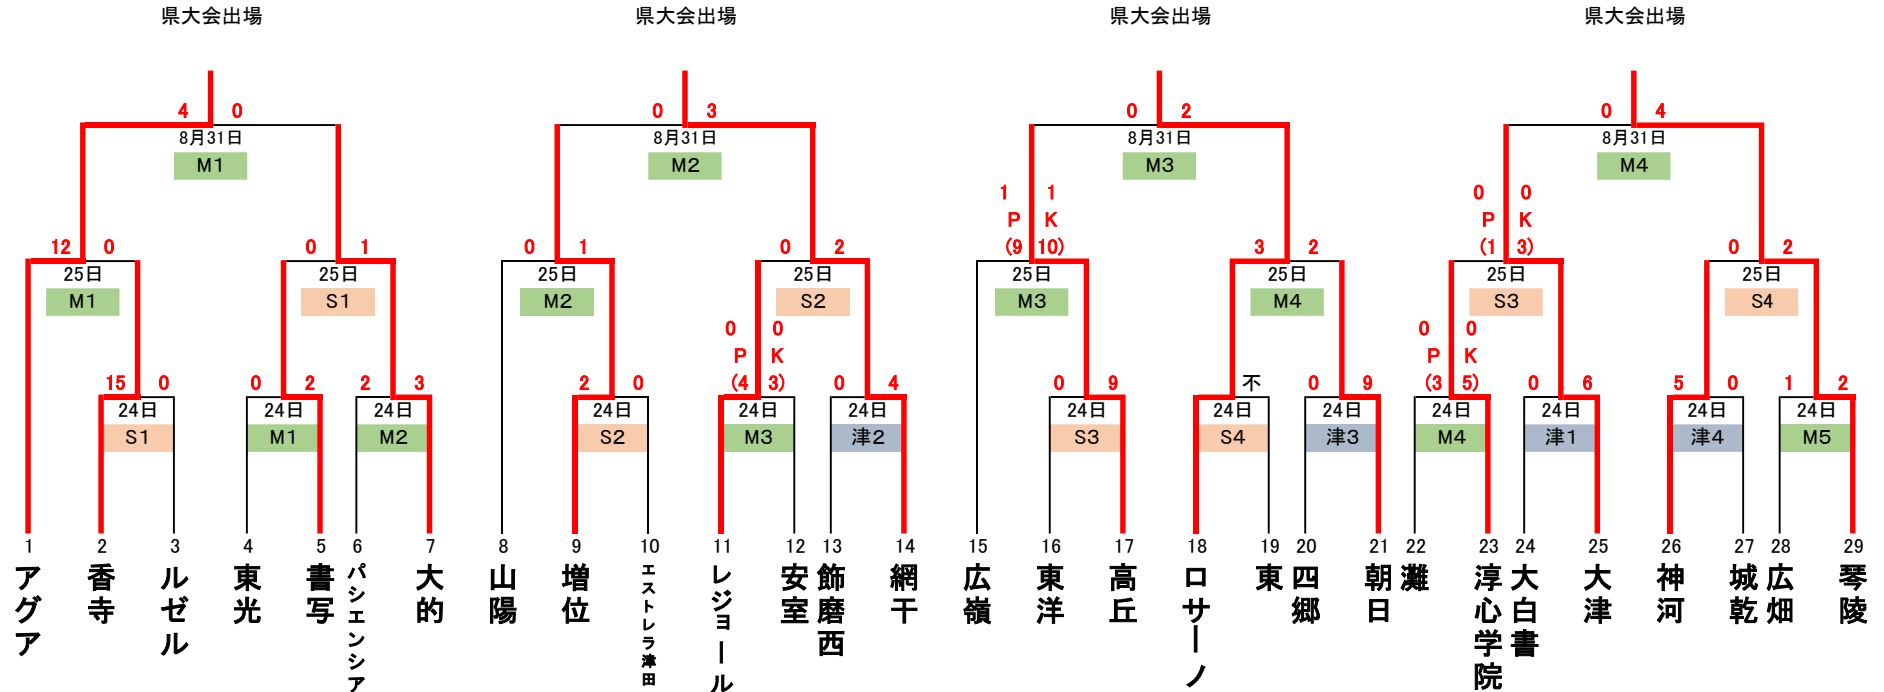 県大会出場 県大会出場 県大会出場 県大会出場
4 0 0 3 0 2 0 4
8月31日 8月31日 8月31日 8月31日
M1 M2 M3 M4
1 1 0 0
P K P K
12 0 0 1 0 1 0 2 (9 10) 3 2 (1 3) 0 2
25日 25日 25日 25日 25日 25日 25日 25日
M1 S1 M2 S2 M3 M4 S3 S4
0 0 0 0
P K P K
15 0 0 2 2 3 2 0 (4 3) 0 4 0 9 不 0 9 (3 5) 0 6 5 0 1 2
24日 24日 24日 24日 24日 24日 24日 24日 24日 24日 24日 24日 24日
S1 M1 M2 S2 M3 津2 S3 S4 津3 M4 津1 津4 M5
1 2 3 4 5 6 7 8 9 10 11 12 13 14 15 16 17 18 19 20 21 22 23 24 25 26 27 28 29
アグア
香寺
ルゼル
東光
書写
パシエンシア
大的
山陽
増位
エストレラ津田
レジョール
安室
飾磨西
網干
広嶺
東洋
高丘
ロサーノ
東
四郷
朝日
灘
淳心学院
大白書
大津
神河
城乾
広畑
琴陵